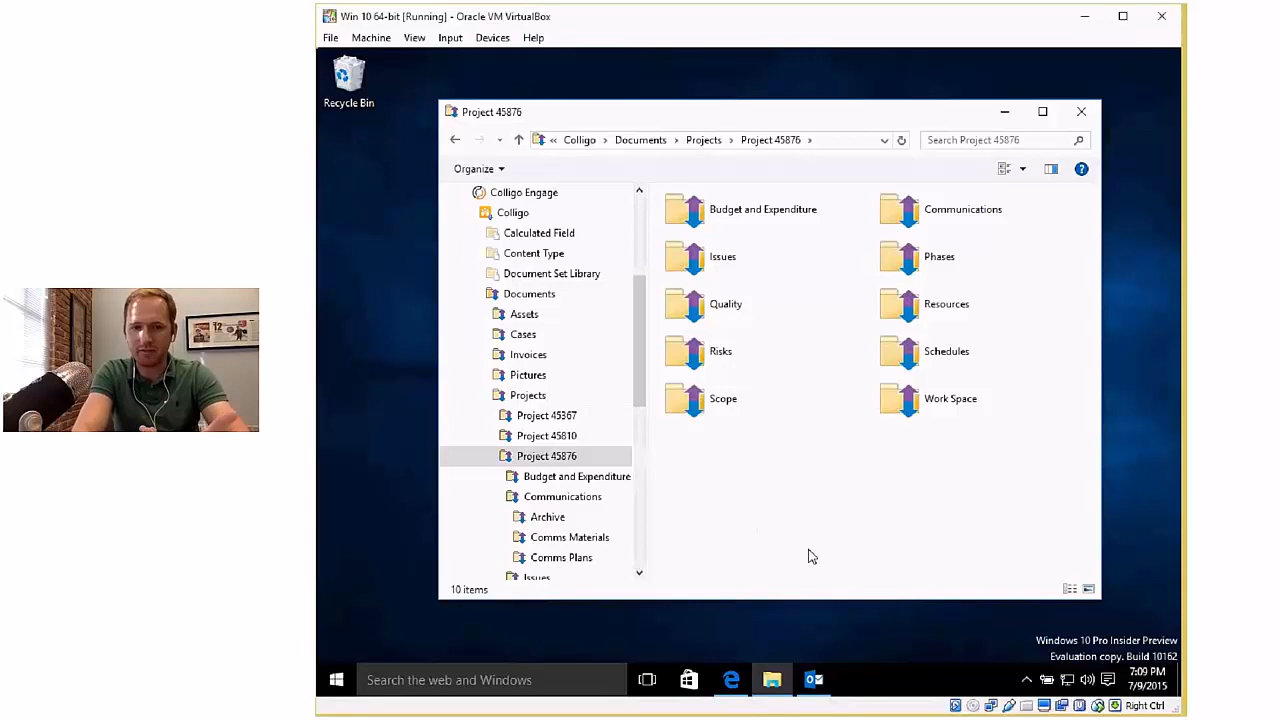 Win 10 64-bit [Running] - Oracle VM VirtualBox
File Machine View Input Devices Help
Recycle Bin
Project 45876
« Colligo > Documents > Projects > Project 45876 >
Search Project 45876
Organize
Colligo Engage
Colligo
Calculated Field
Content Type
Document Set Library
Documents
Assets
Cases
Invoices
Pictures
Projects
Project 45367
Project 45810
Project 45876
Budget and Expenditure
Communications
Archive
Comms Materials
Comms Plans
Issues
Budget and Expenditure
Communications
Issues
Phases
Quality
Resources
Risks
Schedules
Scope
Work Space
10 items
Windows 10 Pro Insider Preview
Evaluation copy. Build 10162
Search the web and Windows
7:09 PM
7/9/2015
Right Ctrl
12